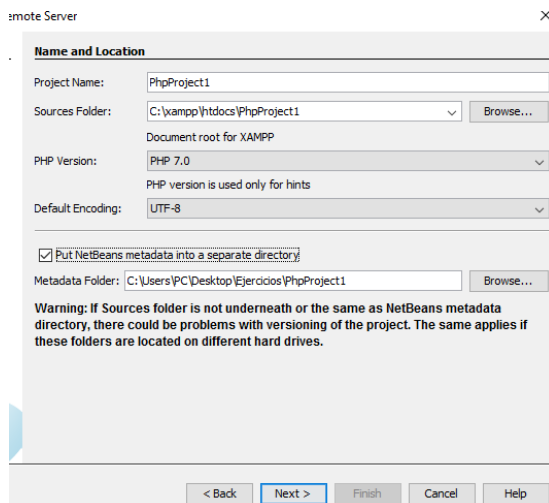 emote Server
Name and Location
Project Name: PhpProject1
Sources Folder: C:\xampp\htdocs\PhpProject1 Browse...
Document root for XAMPP
PHP Version: PHP 7.0
PHP version is used only for hints
Default Encoding: UTF-8
Put NetBeans metadata into a separate directory
Metadata Folder: C:\Users\PC\Desktop\Ejercicios\PhpProject1 Browse...
Warning: If Sources folder is not underneath or the same as NetBeans metadata
directory, there could be problems with versioning of the project. The same applies if
these folders are located on different hard drives.
< Back Next > Finish Cancel Help